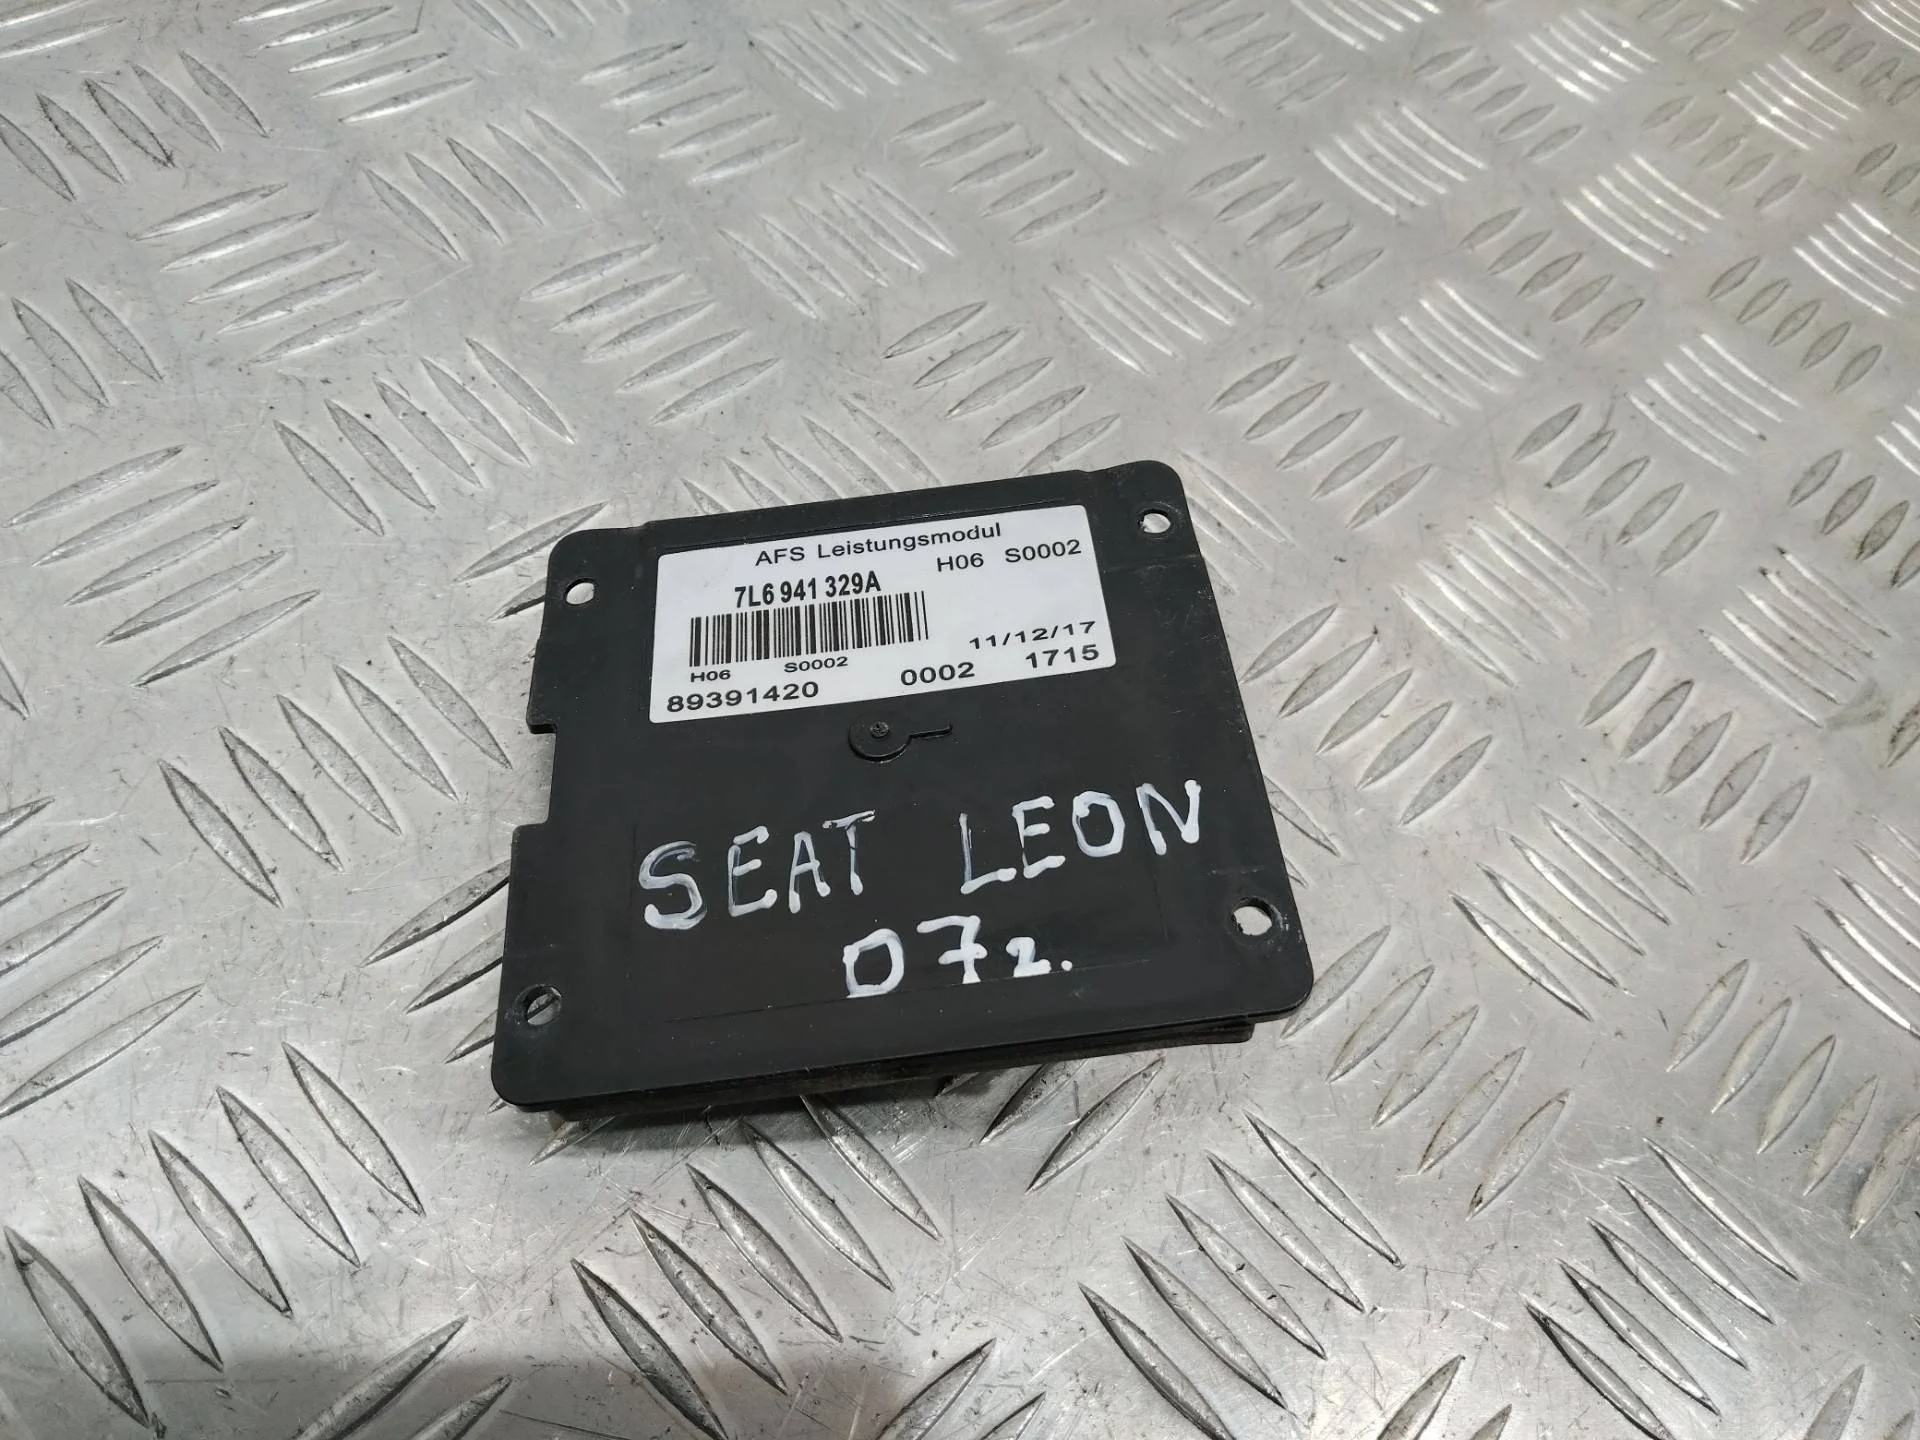 AFS Leistungsmodul
7L6 941 329A H06 S0002
H06 S0002 11/12/17
89391420 0002 1715
SEAT LEON
07г.